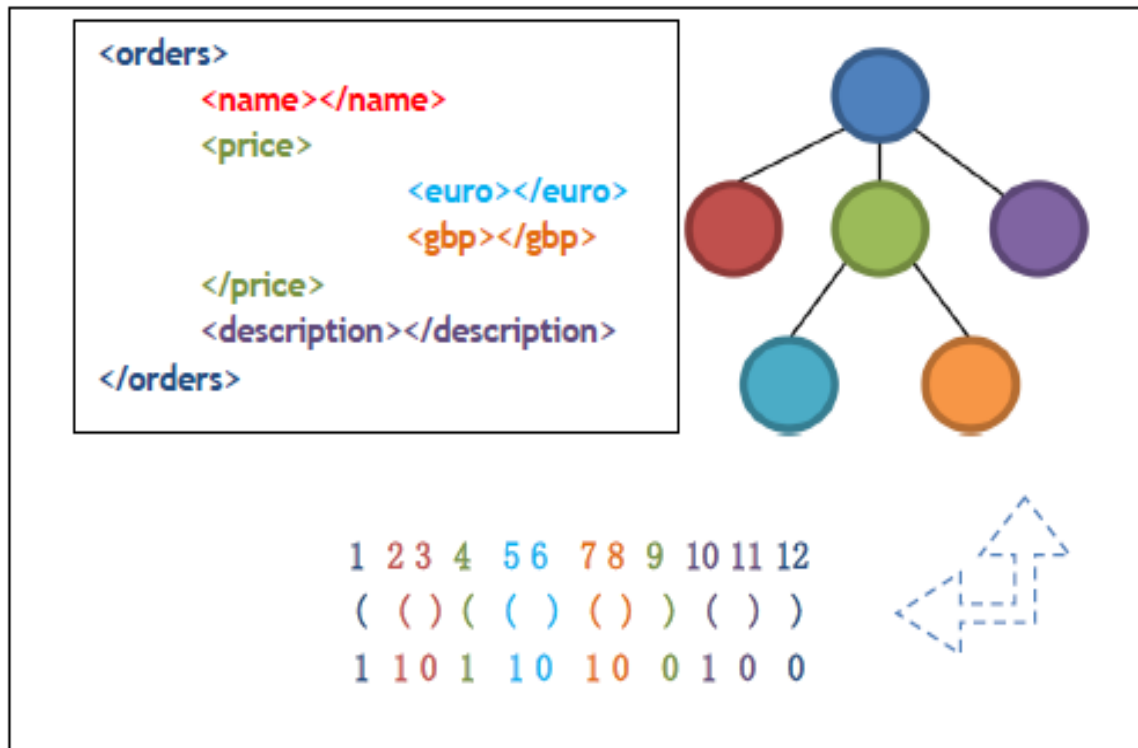 <orders>
<name></name>
<price>
<euro></euro>
<gbp></gbp>
</price>
<description></description>
</orders>
1 2 3 4 5 6 7 8 9 10 11 12
( ( ) ( ( ) ( ) ) ( ) )
1 1 0 1 1 0 1 0 0 1 0 0